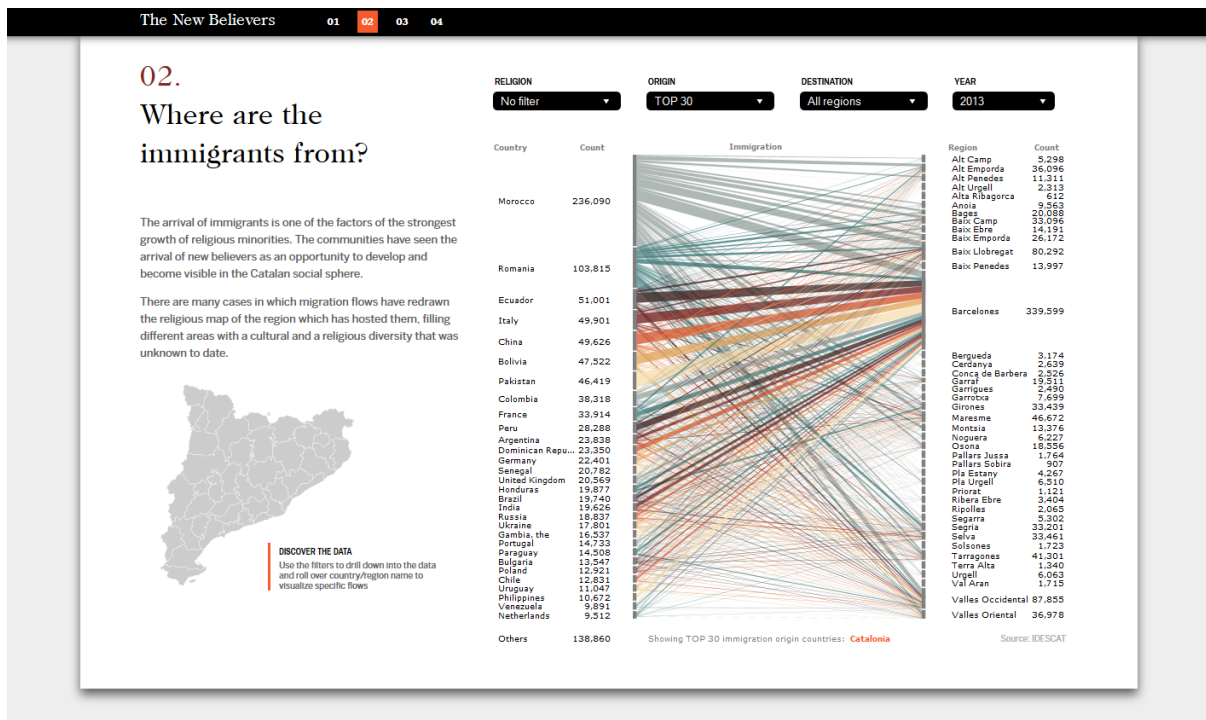 The New Believers 01 02 03 04
02.
Where are the
immigrants from?
The arrival of immigrants is one of the factors of the strongest
growth of religious minorities. The communities have seen the
arrival of new believers as an opportunity to develop and
become visible in the Catalan social sphere.
There are many cases in which migration flows have redrawn
the religious map of the region which has hosted them, filling
different areas with a cultural and a religious diversity that was
unknown to date.
DISCOVER THE DATA
Use the filters to drill down into the data
and roll over country/region name to
visualize specific flows
RELIGION ORIGIN DESTINATION YEAR
No filter TOP 30 All regions 2013
Country Count Immigration
Morocco 236,090
Romania 103,815
Ecuador 51,001
Italy 49,901
China 49,626
Bolivia 47,522
Pakistan 46,419
Colombia 38,318
France 33,914
Peru 28,288
Argentina 23,838
Dominican Repu... 23,350
Germany 22,401
Senegal 20,782
United Kingdom 20,569
Honduras 19,877
Brazil 19,740
India 19,626
Russia 18,837
Ukraine 17,801
Gambia, the 16,537
Portugal 14,733
Paraguay 14,508
Bulgaria 13,547
Poland 12,921
Chile 12,831
Uruguay 11,047
Philippines 10,672
Venezuela 9,891
Netherlands 9,512
Others 138,860
Region Count
Alt Camp 5,298
Alt Emporda 36,096
Alt Penedes 11,311
Alt Urgell 2,313
Alta Ribagorca 612
Anoia 9,563
Bages 20,088
Baix Camp 33,096
Baix Ebre 14,191
Baix Emporda 26,172
Baix Llobregat 80,292
Baix Penedes 13,997
Barcelones 339,599
Bergueda 3,174
Cerdanya 2,639
Conca de Barbera 2,526
Garraf 19,511
Garrigues 2,490
Garrotxa 7,699
Girones 33,439
Maresme 46,672
Montsia 13,376
Noguera 6,227
Osona 18,556
Pallars Jussa 1,764
Pallars Sobira 907
Pla Estany 4,267
Pla Urgell 6,510
Priorat 1,121
Ribera Ebre 3,404
Ripolles 2,065
Segarra 5,302
Segria 33,201
Selva 33,461
Solsones 1,723
Tarragones 41,301
Terra Alta 1,340
Urgell 6,063
Val Aran 1,715
Valles Occidental 87,855
Valles Oriental 36,978
Showing TOP 30 immigration origin countries: Catalonia
Source: IDESCAT